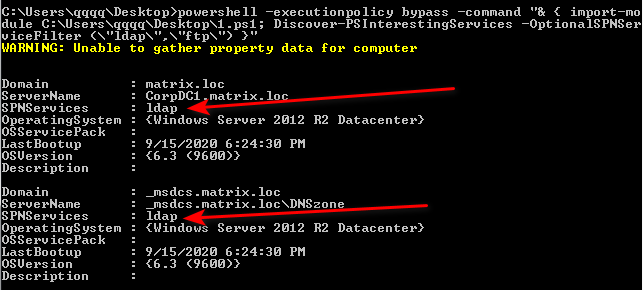 C:\Users\qqqq\Desktop>powershell -executionpolicy bypass -command "& { import-mo
dule C:\Users\qqqq\Desktop\1.ps1; Discover-PSInterestingServices -OptionalSPNSer
viceFilter (\"ldap\",\"ftp\") }"
WARNING: Unable to gather property data for computer
Domain : matrix.loc
ServerName : CorpDC1.matrix.loc
SPNServices : ldap
OperatingSystem : {Windows Server 2012 R2 Datacenter}
OSServicePack :
LastBootup : 9/15/2020 6:24:30 PM
OSVersion : {6.3 (9600)}
Description :
Domain : _msdcs.matrix.loc
ServerName : _msdcs.matrix.loc\DNSzone
SPNServices : ldap
OperatingSystem : {Windows Server 2012 R2 Datacenter}
OSServicePack :
LastBootup : 9/15/2020 6:24:30 PM
OSVersion : {6.3 (9600)}
Description :